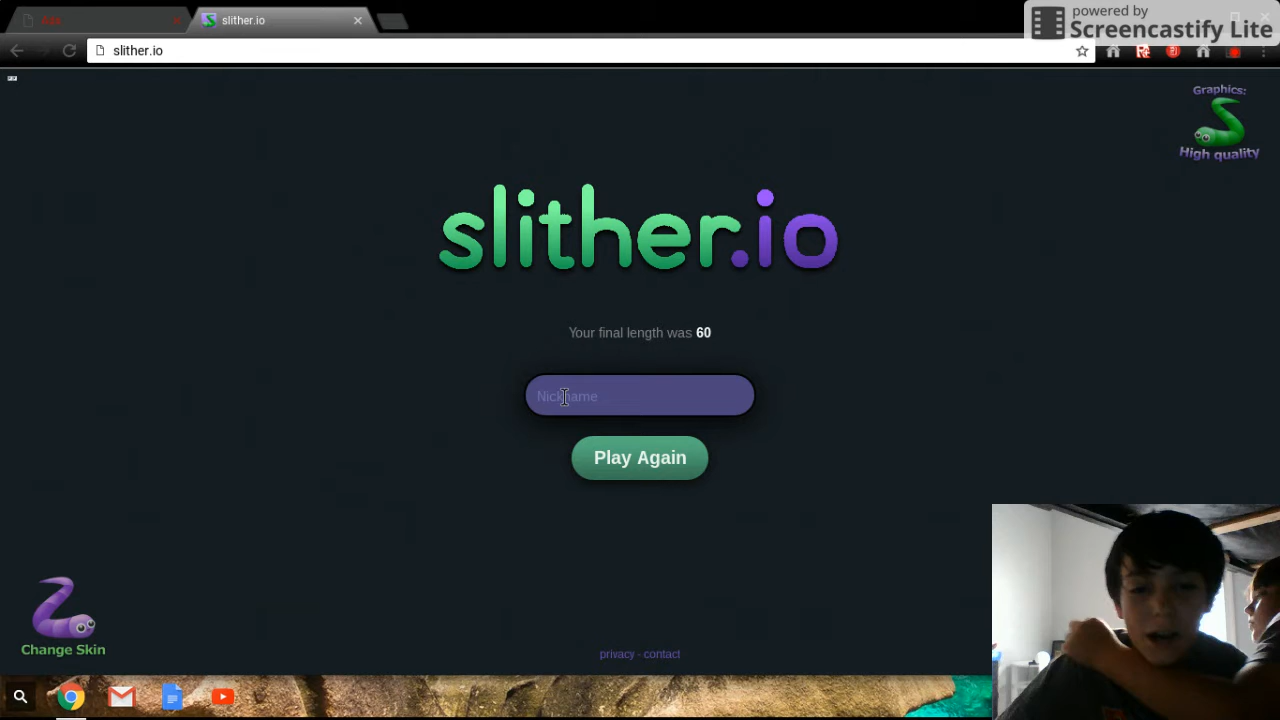 slither.io
powered by
Screencastify Lite
slither.io
Graphics:
High quality
slither.io
Your final length was 60
Nickname
Play Again
Change Skin
privacy - contact